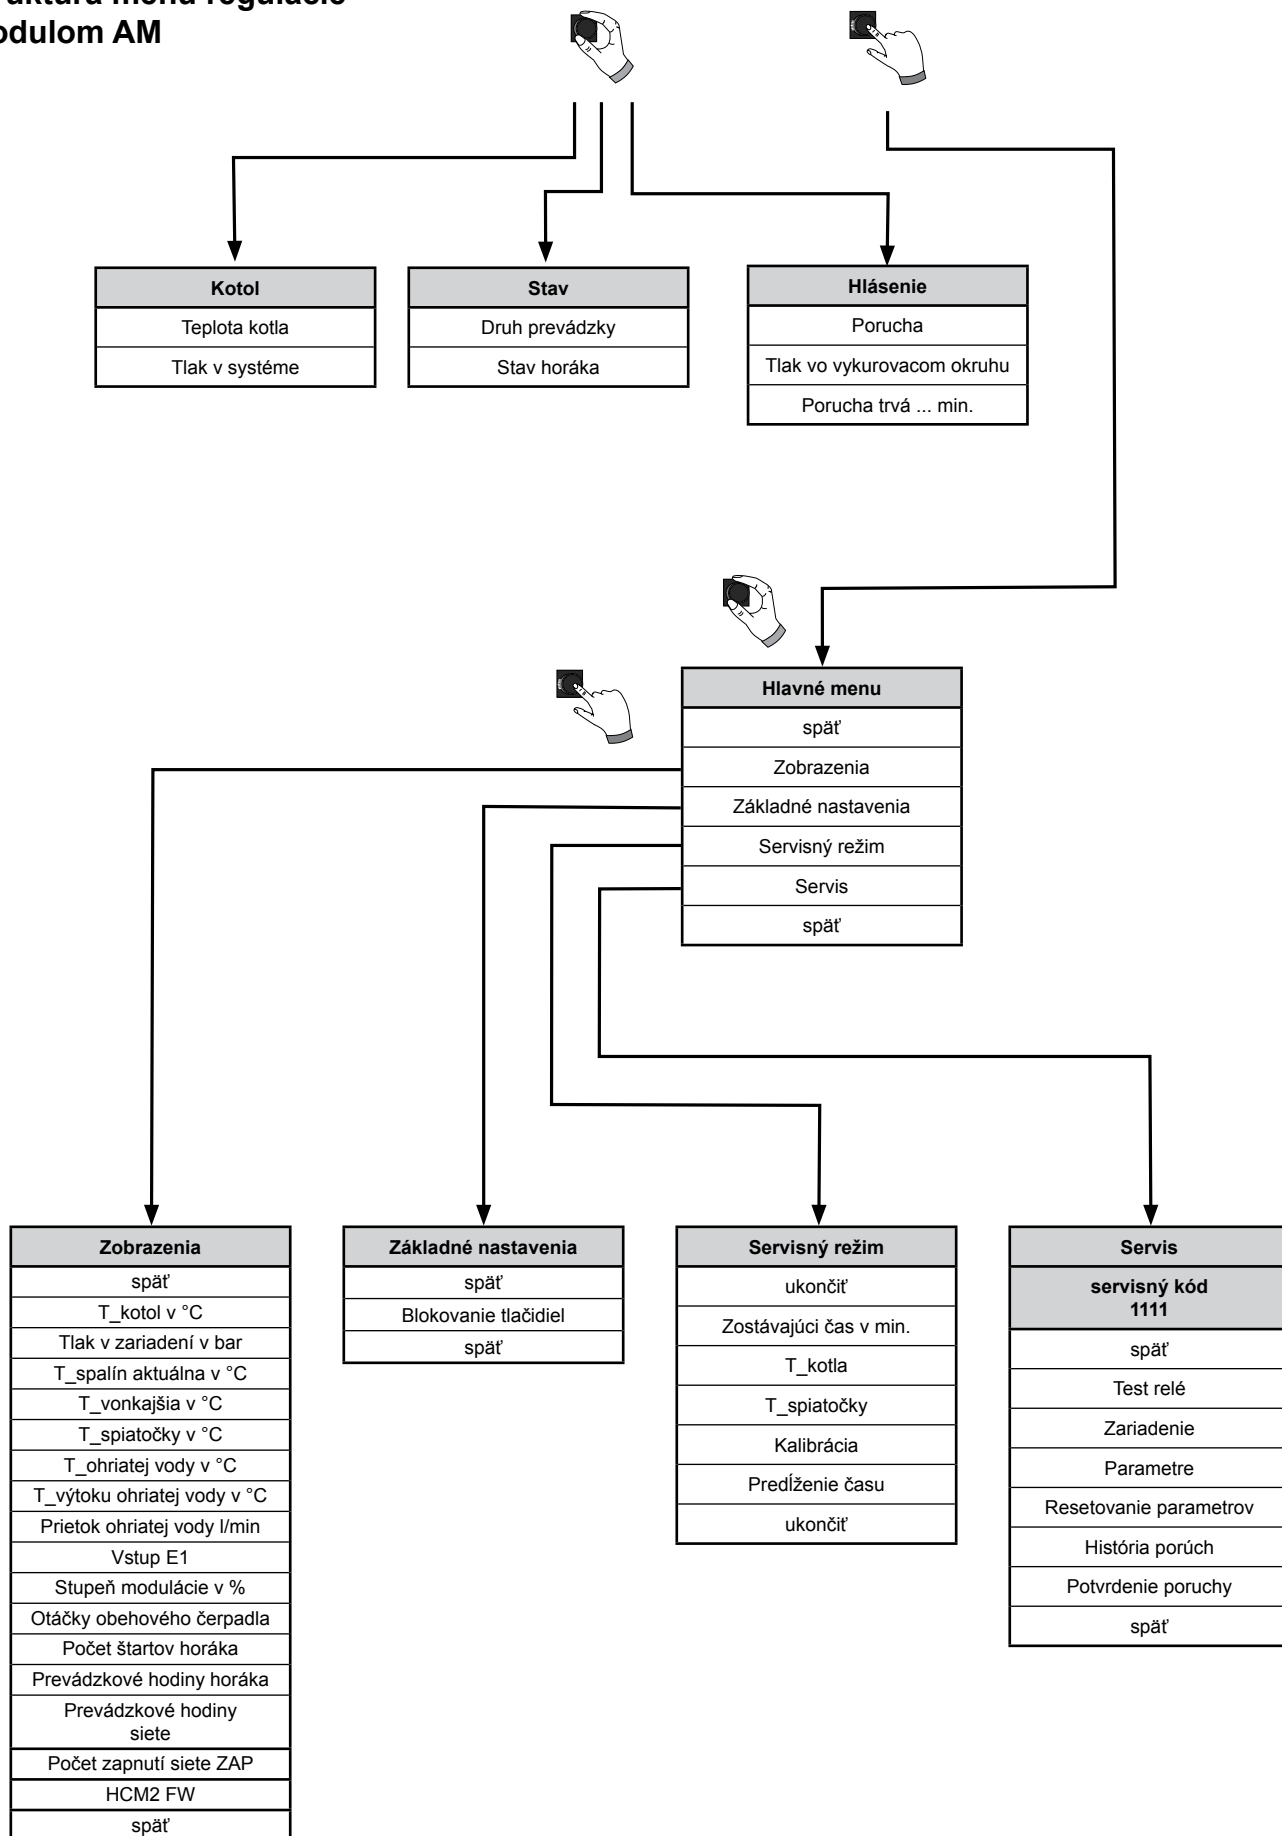 menu regulácie
modulom AM
Kotol
Teplota kotla
Tlak v systéme
Stav
Druh prevádzky
Stav horáka
Hlásenie
Porucha
Tlak vo vykurovacom okruhu
Porucha trvá ... min.
Hlavné menu
späť
Zobrazenia
Základné nastavenia
Servisný režim
Servis
späť
Zobrazenia
späť
T_kotol v °C
Tlak v zariadení v bar
T_spalín aktuálna v °C
T_vonkajšia v °C
T_spiatočky v °C
T_ohriatej vody v °C
T_výtoku ohriatej vody v °C
Prietok ohriatej vody l/min
Vstup E1
Stupeň modulácie v %
Otáčky obehového čerpadla
Počet štartov horáka
Prevádzkové hodiny horáka
Prevádzkové hodiny
siete
Počet zapnutí siete ZAP
HCM2 FW
späť
Základné nastavenia
späť
Blokovanie tlačidiel
späť
Servisný režim
ukončiť
Zostávajúci čas v min.
T_kotla
T_spiatočky
Kalibrácia
Predĺženie času
ukončiť
Servis
servisný kód
1111
späť
Test relé
Zariadenie
Parametre
Resetovanie parametrov
História porúch
Potvrdenie poruchy
späť